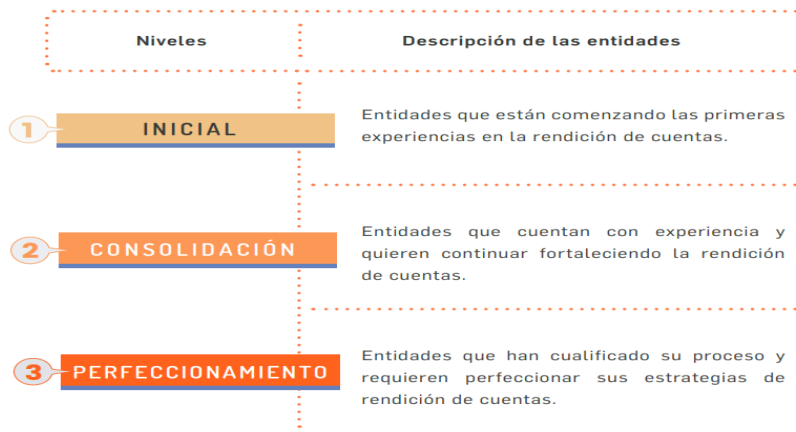 Niveles
Descripción de las entidades
1
INICIAL
Entidades que están comenzando las primeras
experiencias en la rendición de cuentas.
2
CONSOLIDACIÓN
Entidades que cuentan con experiencia y
quieren continuar fortaleciendo la rendición
de cuentas.
3
PERFECCIONAMIENTO
Entidades que han cualificado su proceso y
requieren perfeccionar sus estrategias de
rendición de cuentas.